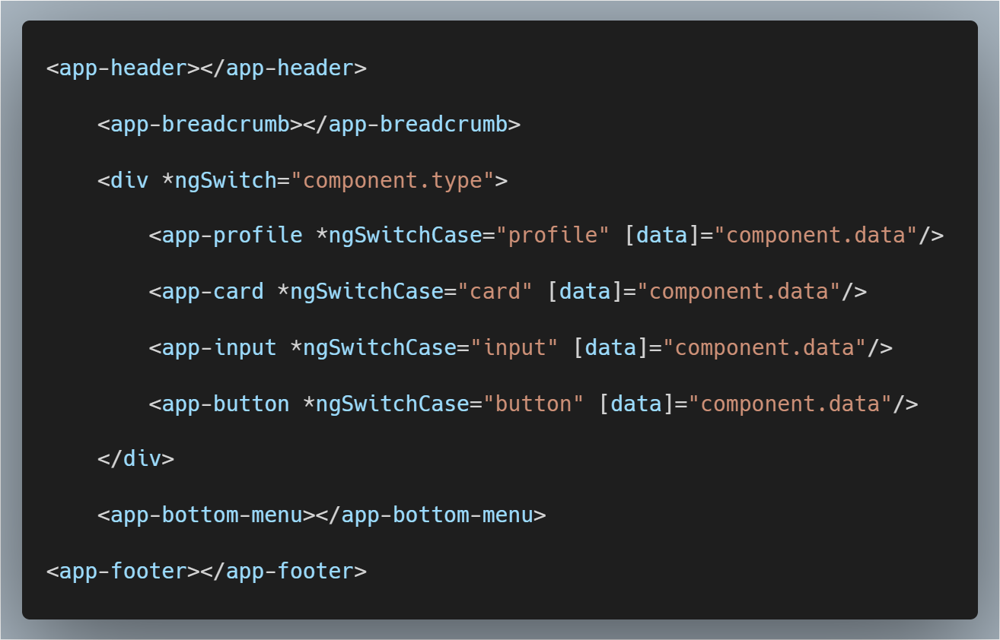 <app-header></app-header>
<app-breadcrumb></app-breadcrumb>
<div *ngSwitch="component.type">
<app-profile *ngSwitchCase="profile" [data]="component.data"/>
<app-card *ngSwitchCase="card" [data]="component.data"/>
<app-input *ngSwitchCase="input" [data]="component.data"/>
<app-button *ngSwitchCase="button" [data]="component.data"/>
</div>
<app-bottom-menu></app-bottom-menu>
<app-footer></app-footer>